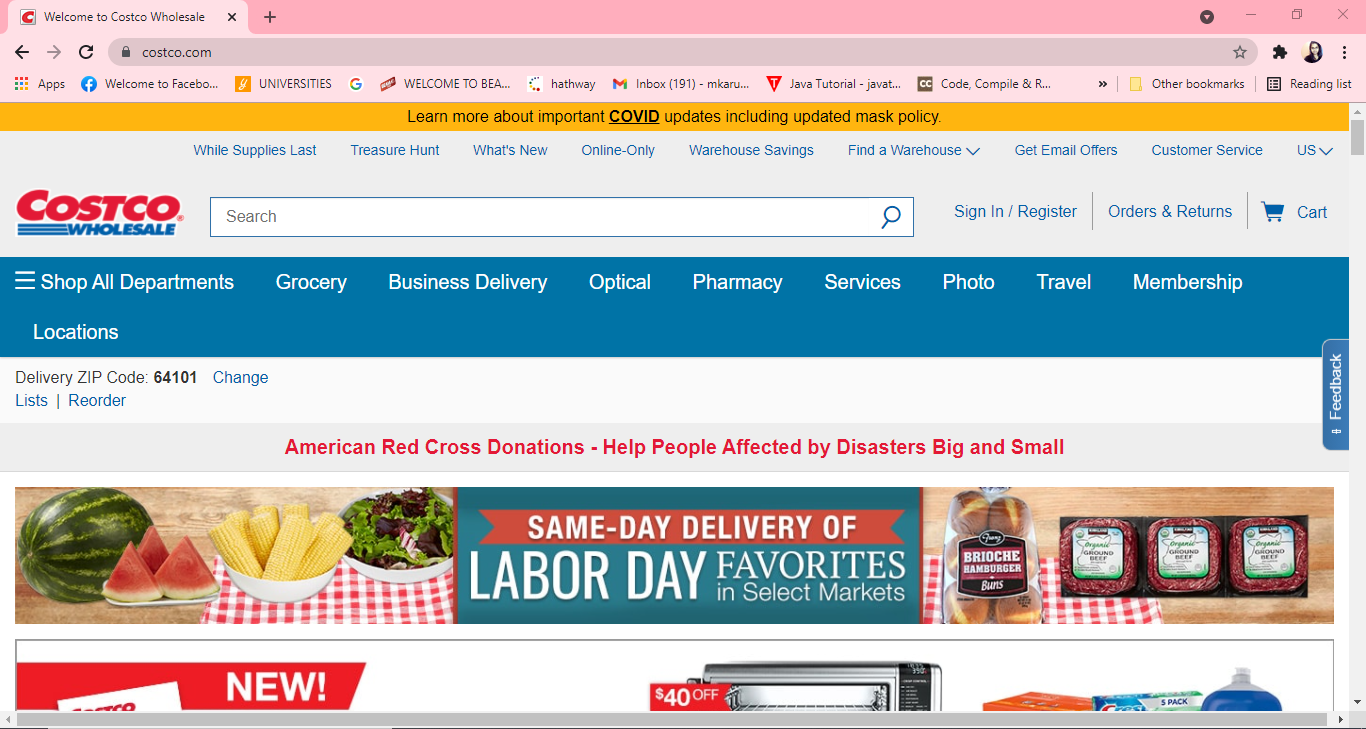 Welcome to Costco Wholesale
costco.com
Apps Welcome to Facebo... UNIVERSITIES WELCOME TO BEA... hathway Inbox (191) - mkaru... Java Tutorial - javat... Code, Compile & R... » Other bookmarks Reading list
Learn more about important COVID updates including updated mask policy.
While Supplies Last Treasure Hunt What's New Online-Only Warehouse Savings Find a Warehouse Get Email Offers Customer Service US
COSTCO
WHOLESALE
Search
Sign In / Register Orders & Returns Cart
Shop All Departments Grocery Business Delivery Optical Pharmacy Services Photo Travel Membership
Locations
Delivery ZIP Code: 64101 Change
Lists | Reorder
Feedback
American Red Cross Donations - Help People Affected by Disasters Big and Small
SAME-DAY DELIVERY OF
LABOR DAY FAVORITES
in Select Markets
Franz
BRIOCHE
HAMBURGER
Buns
KIRKLAND KIRKLAND KIRKLAND
Organic Organic Organic
GROUND BEEF GROUND BEEF GROUND BEEF
NEW!
COSTCO
$40 OFF
5 PACK